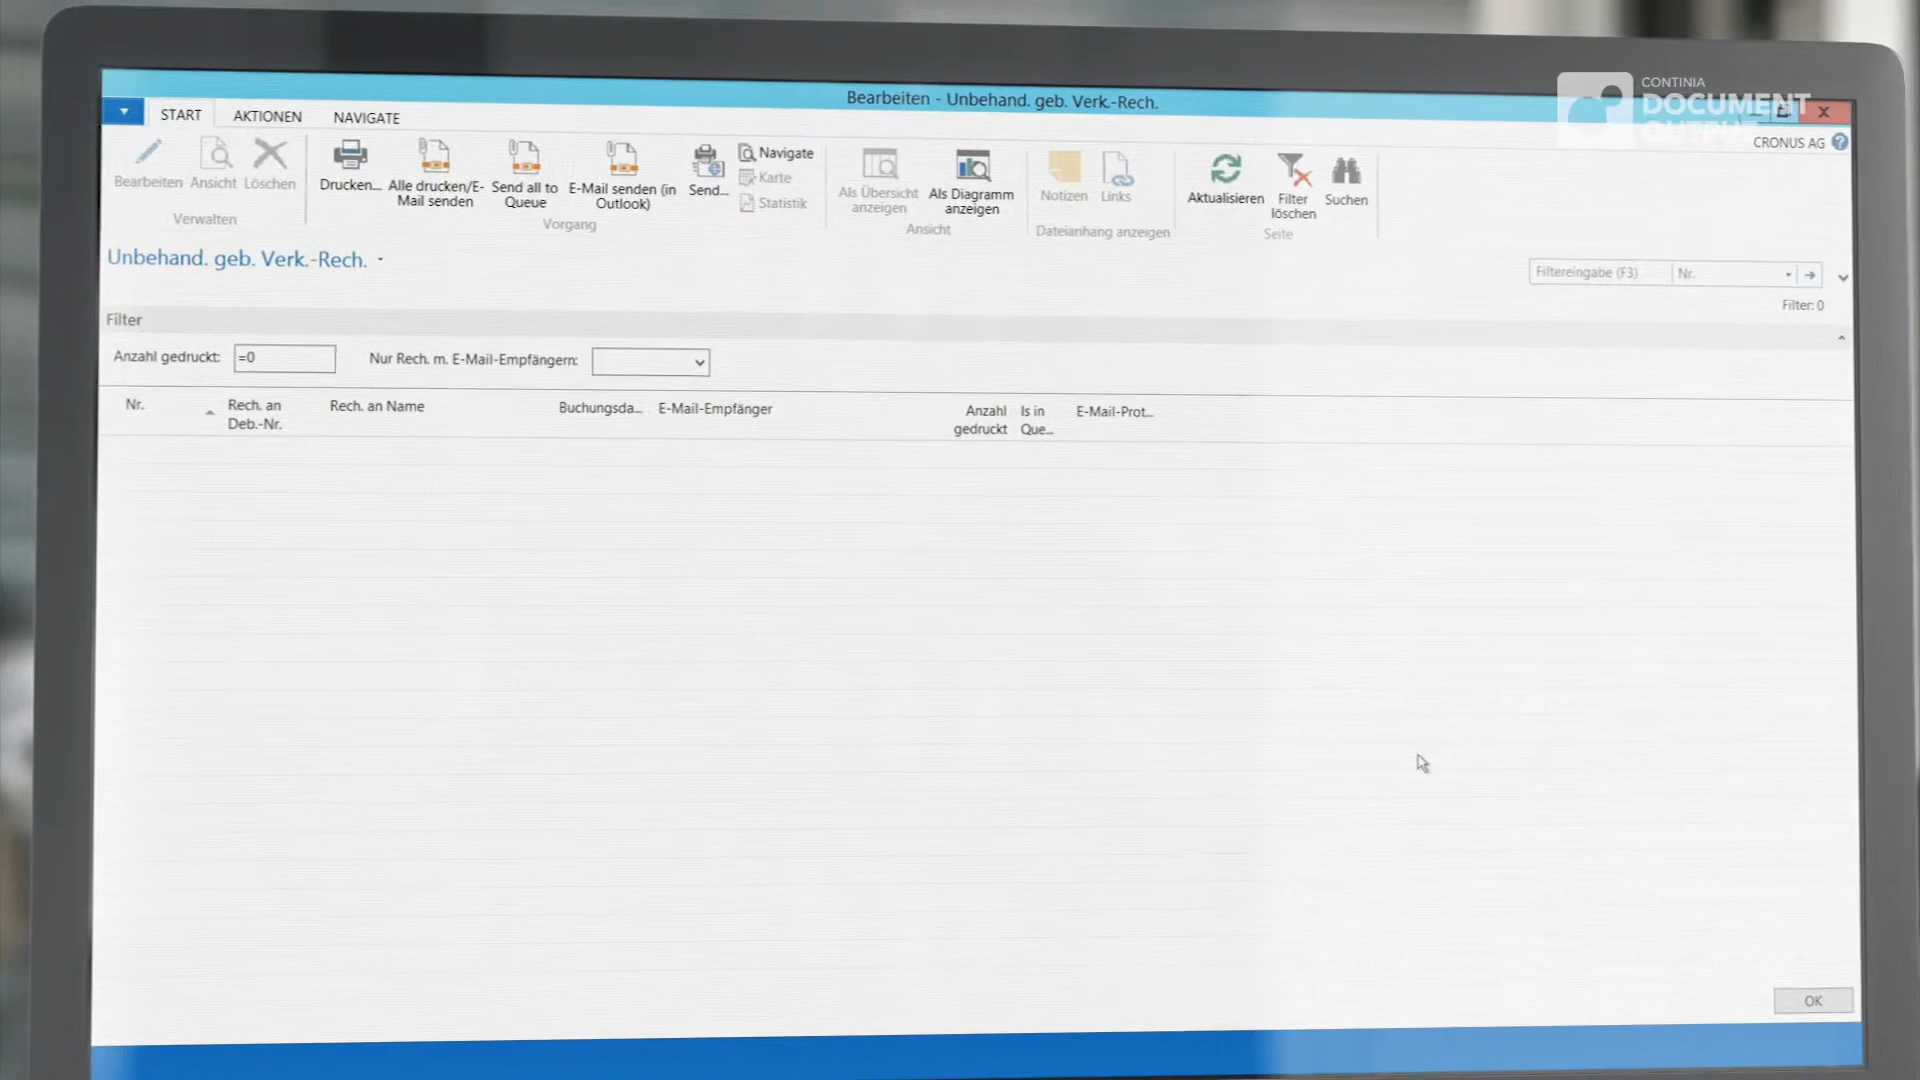 CONTINIA
DOCUMENT
OUTPUT
Bearbeiten - Unbehand. geb. Verk.-Rech.
START AKTIONEN NAVIGATE
CRONUS AG
Bearbeiten
Ansicht
Löschen
Verwalten
Drucken...
Alle drucken/E-
Mail senden
Send all to
Queue
E-Mail senden (in
Outlook)
Send...
Navigate
Karte
Statistik
Vorgang
Als Übersicht
anzeigen
Als Diagramm
anzeigen
Ansicht
Notizen
Links
Dateianhang anzeigen
Aktualisieren
Filter
löschen
Suchen
Seite
Unbehand. geb. Verk.-Rech.
Filtereingabe (F3) Nr.
Filter: 0
Filter
Anzahl gedruckt: =0 Nur Rech. m. E-Mail-Empfängern:
Nr.
Rech. an
Deb.-Nr.
Rech. an Name
Buchungsda...
E-Mail-Empfänger
Anzahl
gedruckt
Is in
Que...
E-Mail-Prot...
OK